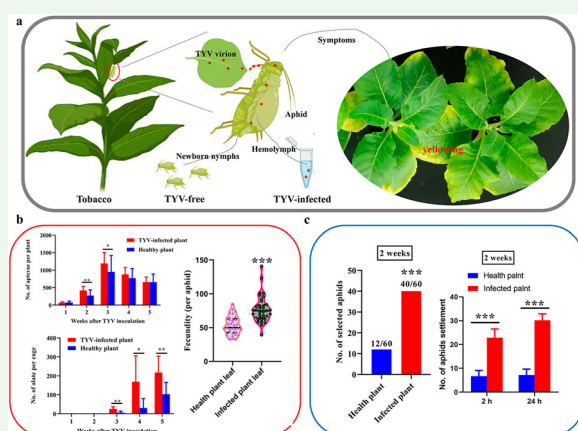 a
Symptoms
TYV virion
Aphid
yellowing
Newborn nymphs
Hemolymph
Tobacco
TYV-free
TYV-infected
b
TYV-infected plant
Healthy plant
No. of apterae per plant
1500
1000
500
0
*
**
1 2 3 4 5
Weeks after TYV inoculation
TYV-infected plant
Healthy plant
No. of alate per cage
400
300
200
100
0
**
*
**
1 2 3 4 5
Weeks after TYV inoculation
Fecundity (per aphid)
150
100
50
0
***
Health plant leaf
Infected plant leaf
c
2 weeks
No. of selected aphids
50
40
30
20
10
0
***
40/60
12/60
Health plant
Infected plant
2 weeks
Health paint
Infected paint
No. of aphids settlement
40
30
20
10
0
***
***
2 h
24 h